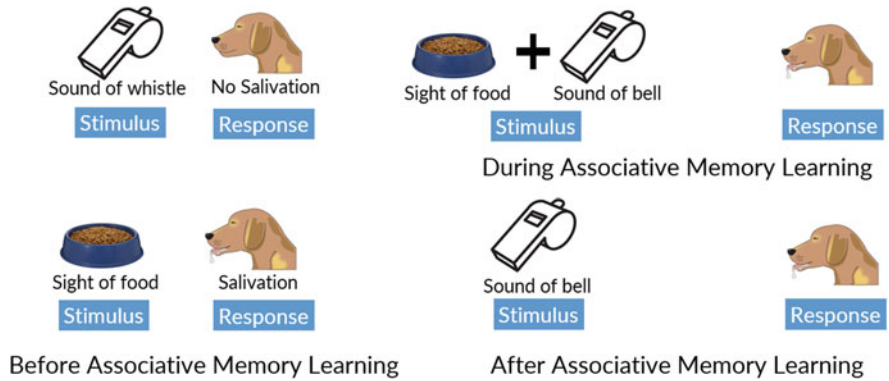 Sound of whistle No Salivation
Stimulus Response
Sight of food Sound of bell
Stimulus Response
During Associative Memory Learning
Sight of food Salivation
Stimulus Response
Before Associative Memory Learning
Sound of bell
Stimulus Response
After Associative Memory Learning